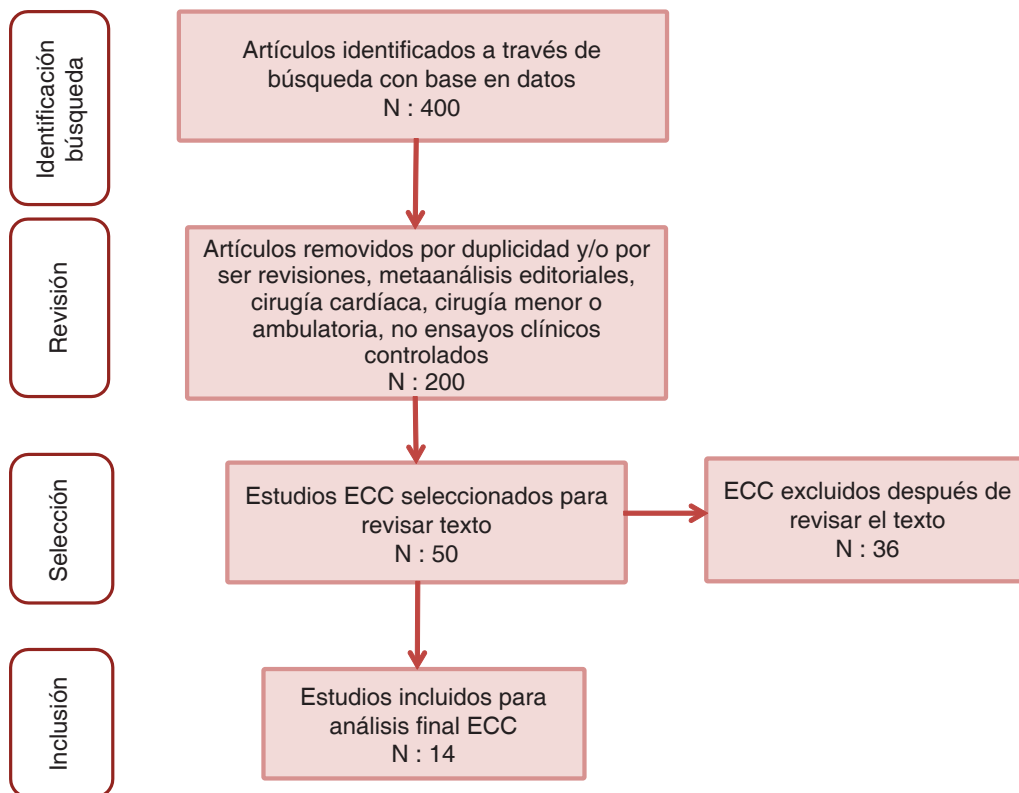 Identificación
búsqueda
Artículos identificados a través de
búsqueda con base en datos
N : 400
Revisión
Artículos removidos por duplicidad y/o por
ser revisiones, metaanálisis editoriales,
cirugía cardíaca, cirugía menor o
ambulatoria, no ensayos clínicos
controlados
N : 200
Selección
Estudios ECC seleccionados para
revisar texto
N : 50
ECC excluidos después de
revisar el texto
N : 36
Inclusión
Estudios incluidos para
análisis final ECC
N : 14